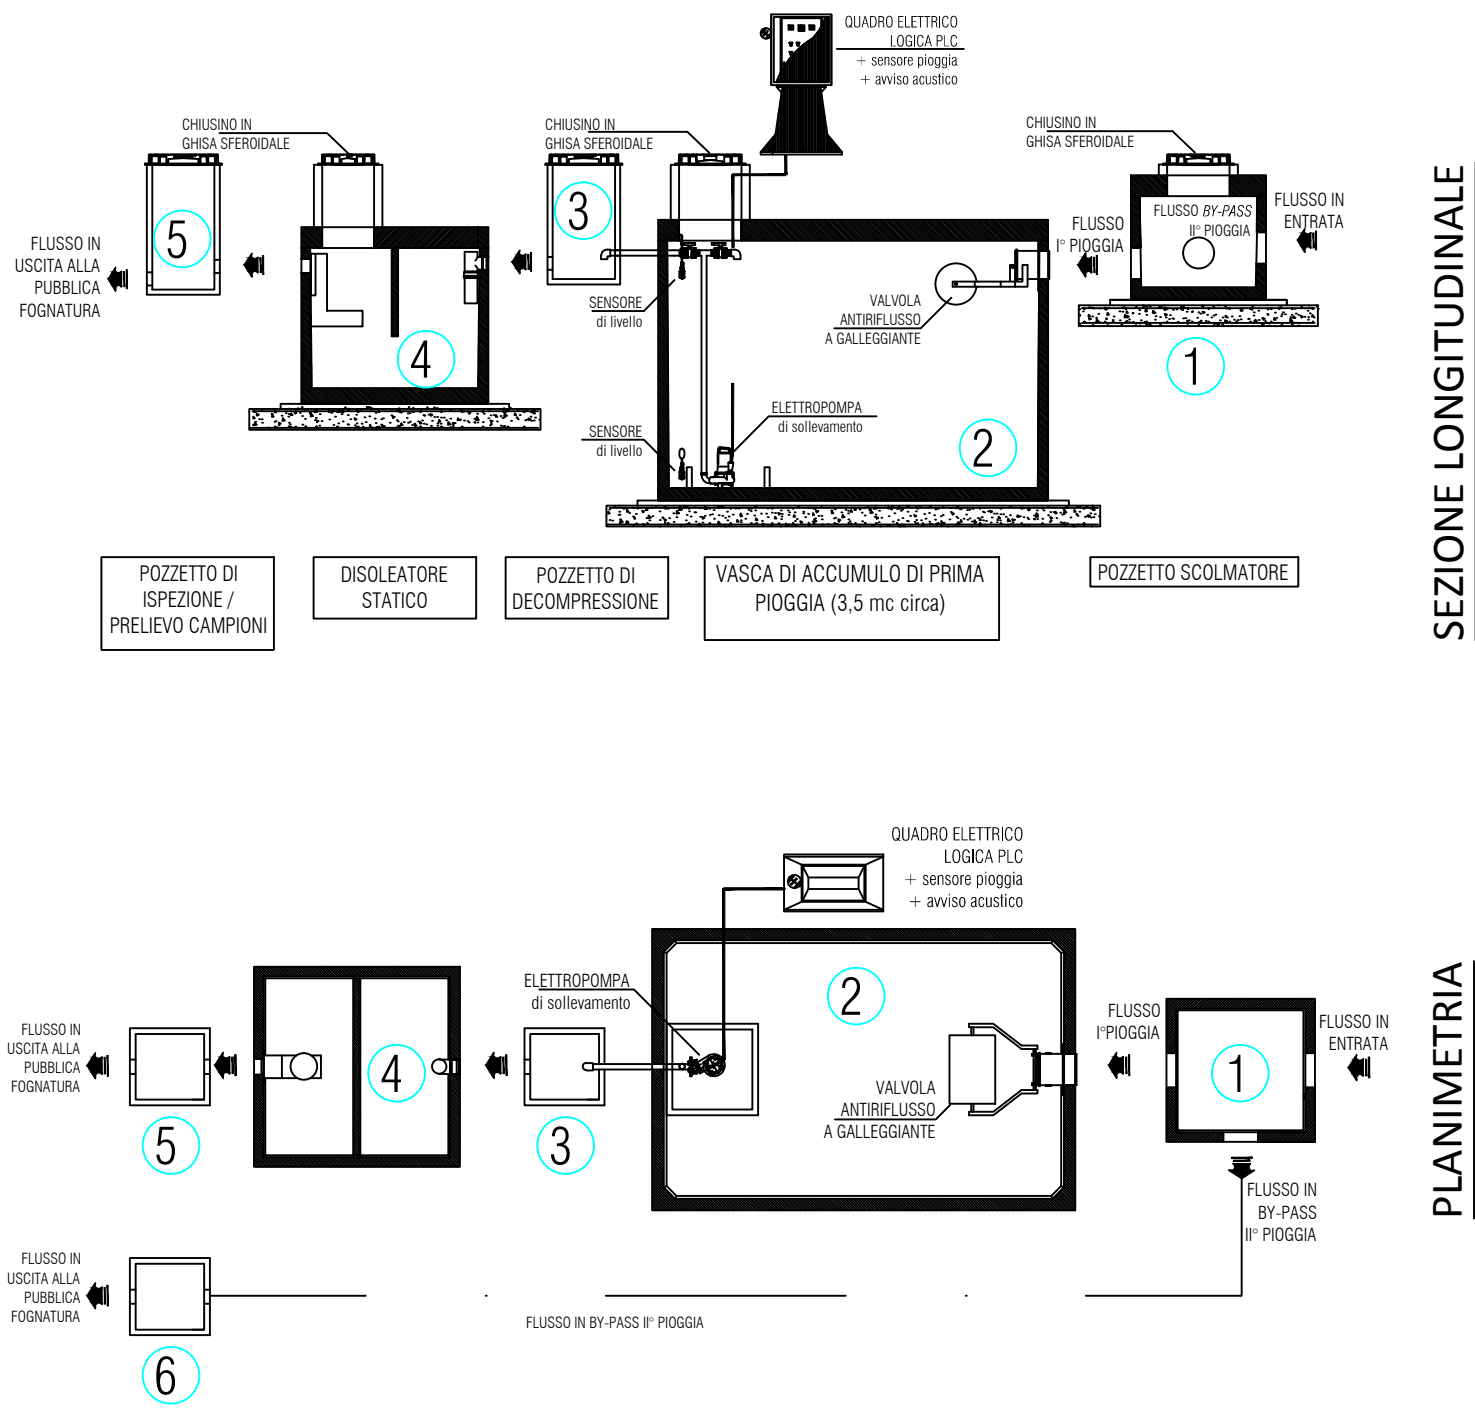 QUADRO ELETTRICO
LOGICA PLC
+ sensore pioggia
+ avviso acustico
CHIUSINO IN
GHISA SFEROIDALE
CHIUSINO IN
GHISA SFEROIDALE
CHIUSINO IN
GHISA SFEROIDALE
5
3
FLUSSO BY-PASS
II° PIOGGIA
FLUSSO IN
ENTRATA
FLUSSO
I° PIOGGIA
FLUSSO IN
USCITA ALLA
PUBBLICA
FOGNATURA
SENSORE
di livello
VALVOLA
ANTIRIFLUSSO
A GALLEGGIANTE
4
1
ELETTROPOMPA
di sollevamento
SENSORE
di livello
2
SEZIONE LONGITUDINALE
POZZETTO DI
ISPEZIONE /
PRELIEVO CAMPIONI
DISOLEATORE
STATICO
POZZETTO DI
DECOMPRESSIONE
VASCA DI ACCUMULO DI PRIMA
PIOGGIA (3,5 mc circa)
POZZETTO SCOLMATORE
QUADRO ELETTRICO
LOGICA PLC
+ sensore pioggia
+ avviso acustico
ELETTROPOMPA
di sollevamento
2
FLUSSO
I°PIOGGIA
FLUSSO IN
ENTRATA
FLUSSO IN
USCITA ALLA
PUBBLICA
FOGNATURA
4
1
VALVOLA
ANTIRIFLUSSO
A GALLEGGIANTE
5
3
FLUSSO IN
BY-PASS
II° PIOGGIA
PLANIMETRIA
FLUSSO IN
USCITA ALLA
PUBBLICA
FOGNATURA
FLUSSO IN BY-PASS II° PIOGGIA
6